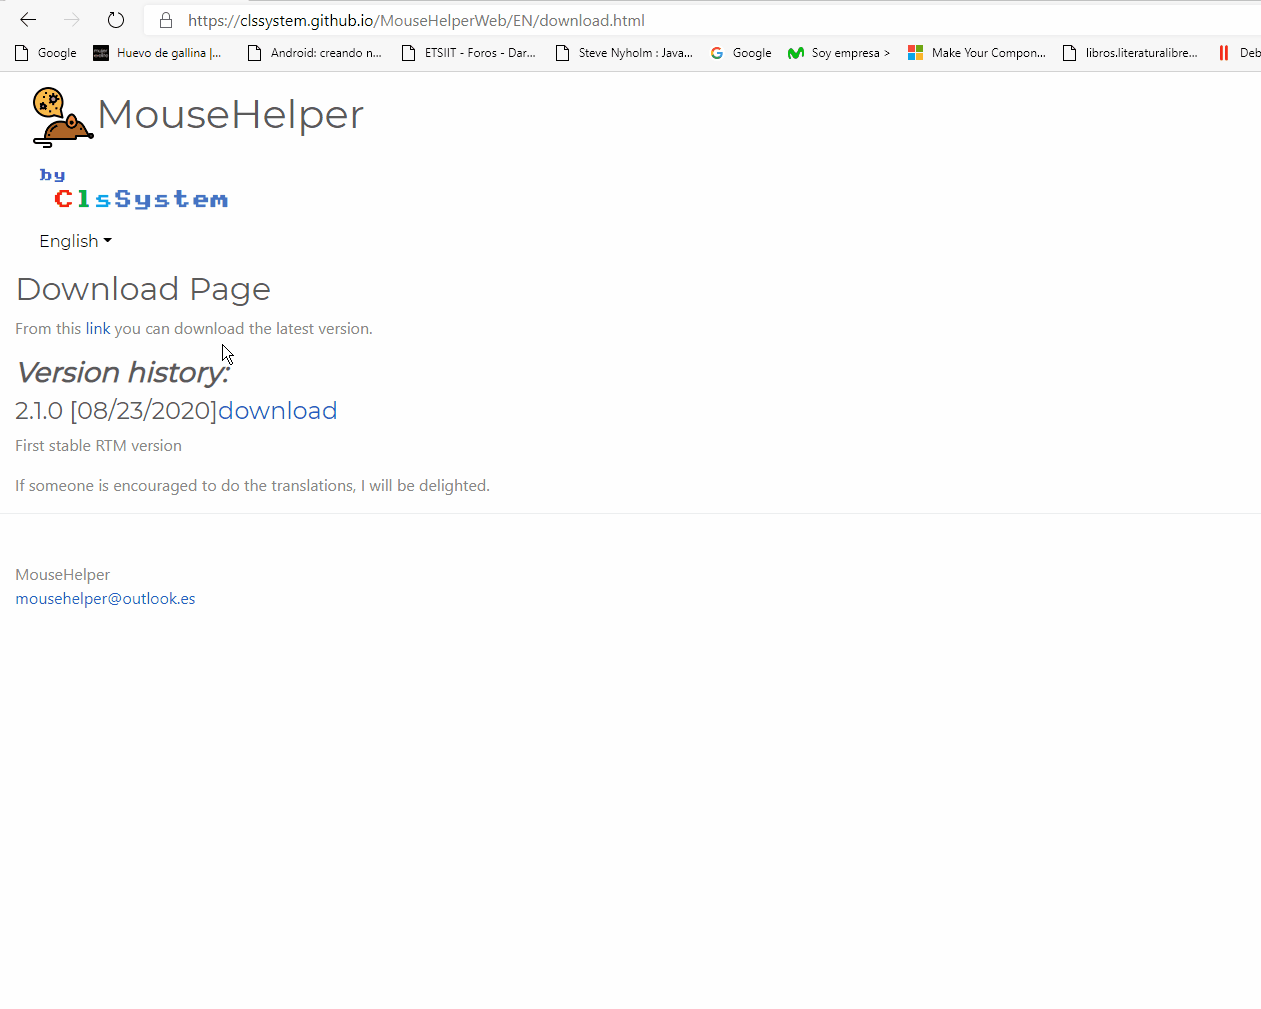 https://clssystem.github.io/MouseHelperWeb/EN/download.html
Google Huevo de gallina |... Android: creando n... ETSIIT - Foros - Dar... Steve Nyholm : Java... Google Soy empresa > Make Your Compon... libros.literaturalibre... Deb
MouseHelper
by
ClsSystem
English
Download Page
From this link you can download the latest version.
Version history:
2.1.0 [08/23/2020]download
First stable RTM version
If someone is encouraged to do the translations, I will be delighted.
MouseHelper
mousehelper@outlook.es